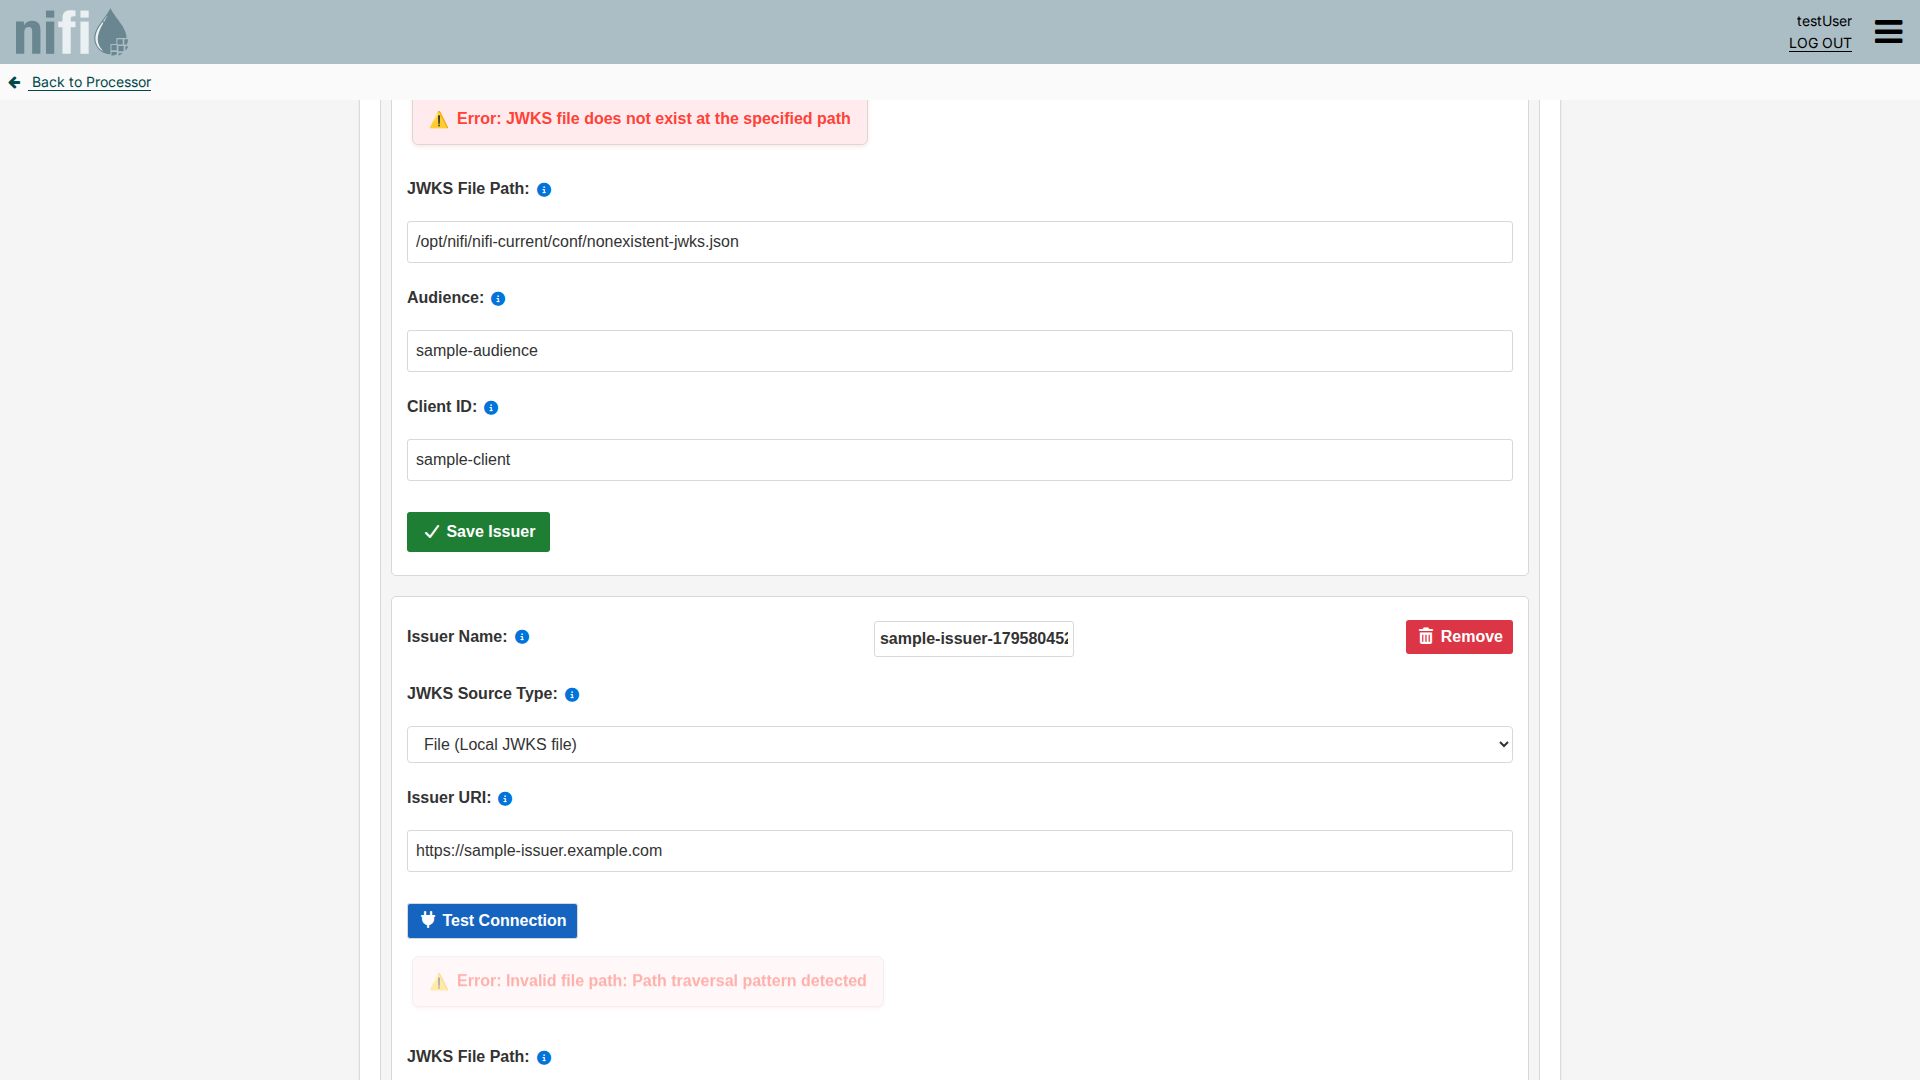 nifi
testUser
LOG OUT
Back to Processor
Error: JWKS file does not exist at the specified path
JWKS File Path:
/opt/nifi/nifi-current/conf/nonexistent-jwks.json
Audience:
sample-audience
Client ID:
sample-client
Save Issuer
Issuer Name:
sample-issuer-179580452
Remove
JWKS Source Type:
File (Local JWKS file)
Issuer URI:
https://sample-issuer.example.com
Test Connection
Error: Invalid file path: Path traversal pattern detected
JWKS File Path: